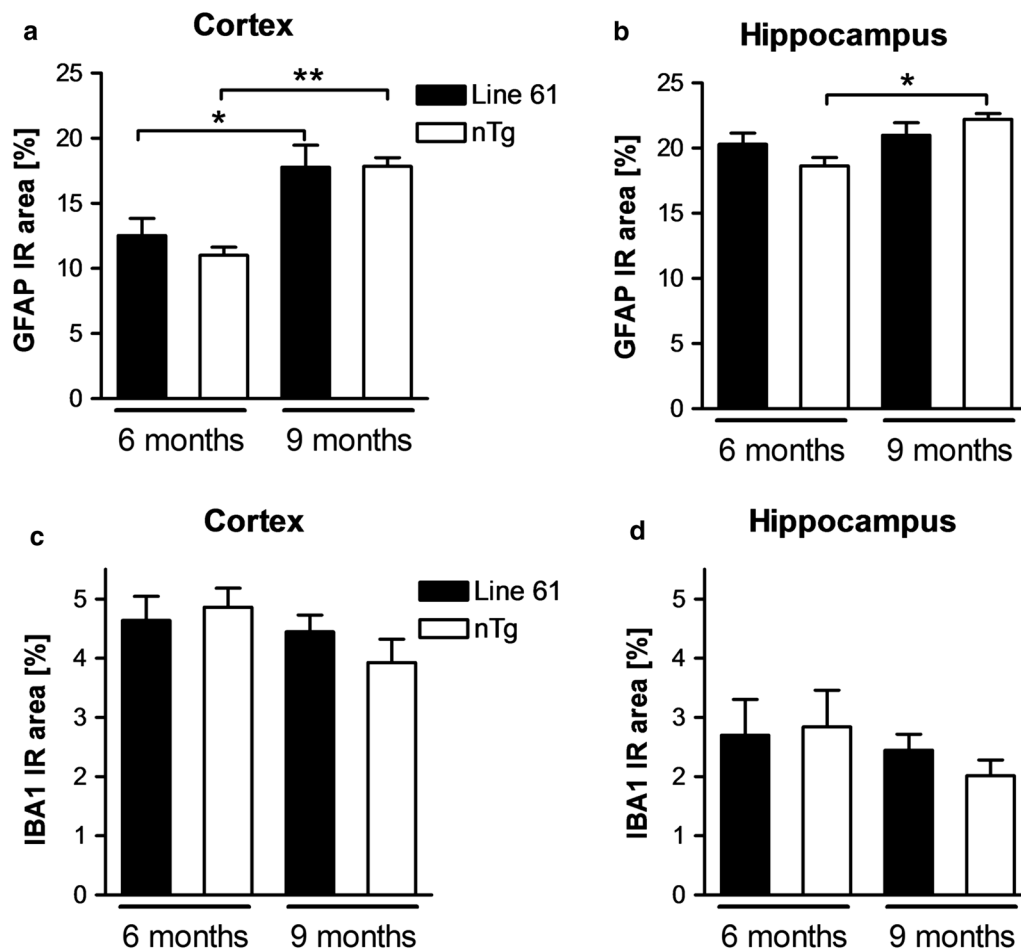 a
Cortex
GFAP IR area [%]
25
20
15
10
5
0
*
**
Line 61
nTg
6 months
9 months
b
Hippocampus
GFAP IR area [%]
25
20
15
10
5
0
*
6 months
9 months
c
Cortex
IBA1 IR area [%]
5
4
3
2
1
0
Line 61
nTg
6 months
9 months
d
Hippocampus
IBA1 IR area [%]
5
4
3
2
1
0
6 months
9 months